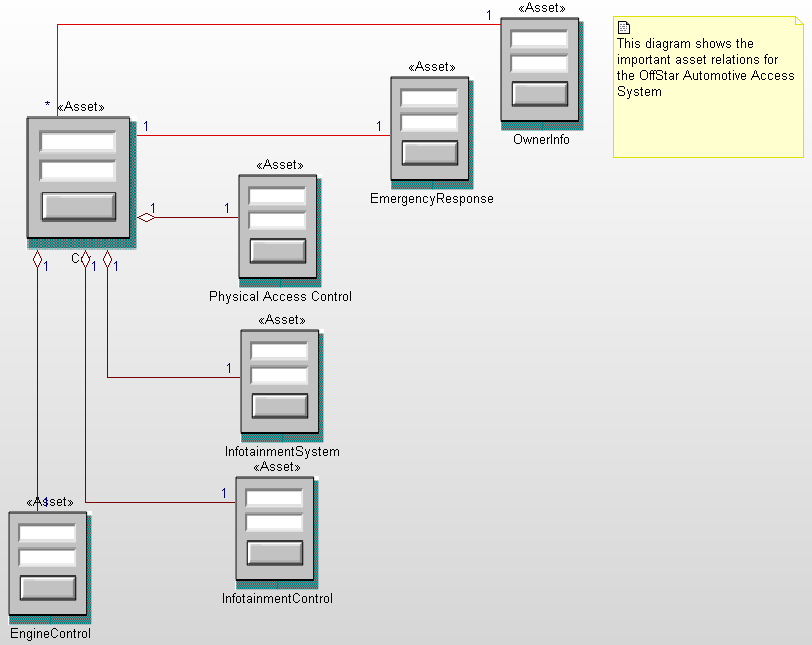 «Asset»
1
OwnerInfo
This diagram shows the
important asset relations for
the OffStar Automotive Access
System
«Asset»
EmergencyResponse
* «Asset»
1
1
«Asset»
1
1
Physical Access Control
1
1
1
«Asset»
1
InfotainmentSystem
«Asset»
1
InfotainmentControl
«Asset»
1
EngineControl